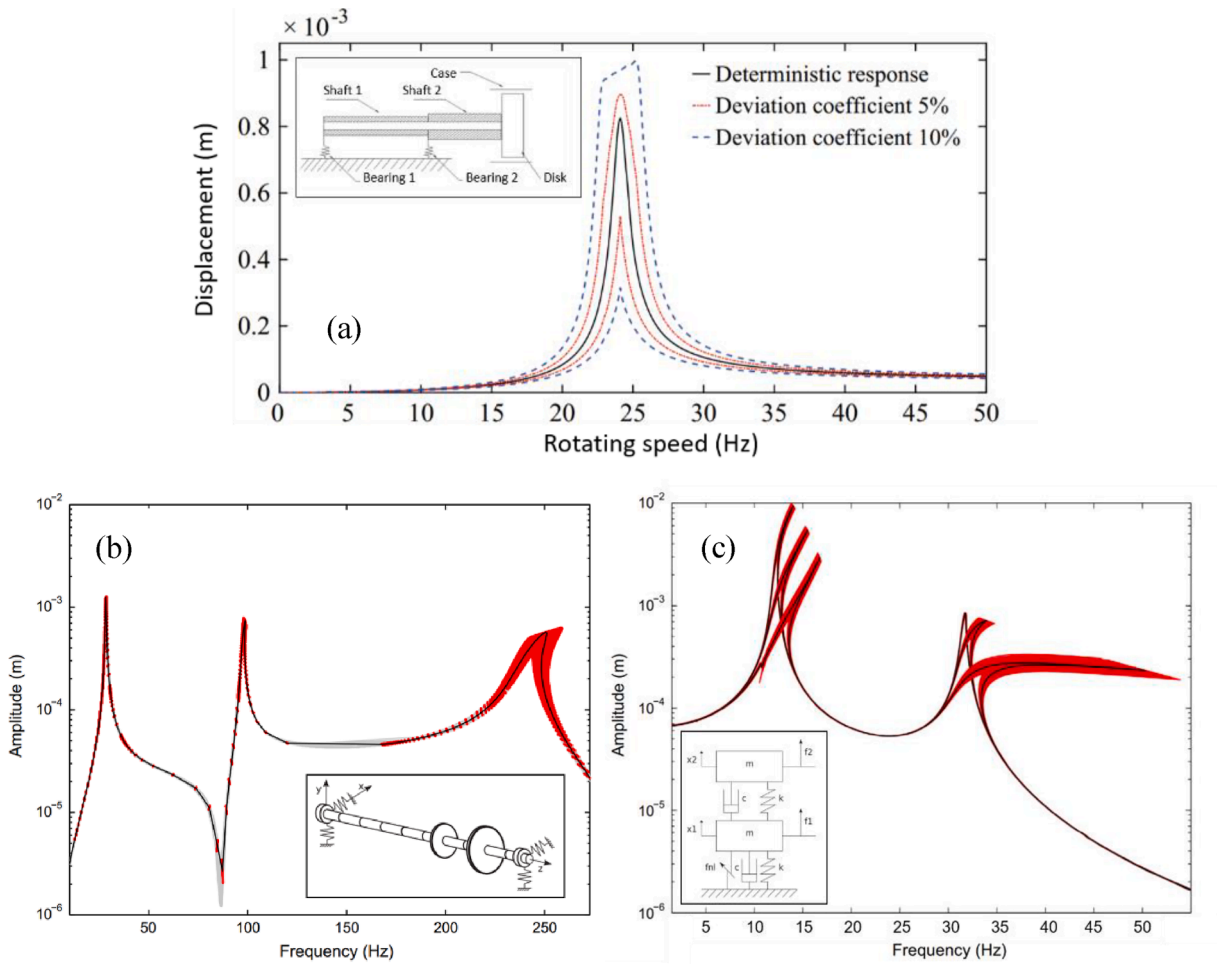 × 10⁻³
1
0.8
0.6
0.4
0.2
0
Displacement (m)
Case
Shaft 1
Shaft 2
Bearing 1
Bearing 2
Disk
Deterministic response
Deviation coefficient 5%
Deviation coefficient 10%
(a)
0 5 10 15 20 25 30 35 40 45 50
Rotating speed (Hz)
10⁻²
10⁻³
10⁻⁴
10⁻⁵
10⁻⁶
Amplitude (m)
(b)
y
x
z
50 100 150 200 250
Frequency (Hz)
10⁻²
10⁻³
10⁻⁴
10⁻⁵
10⁻⁶
Amplitude (m)
(c)
x2 m f2
c k
x1 m f1
fnl c k
5 10 15 20 25 30 35 40 45 50
Frequency (Hz)